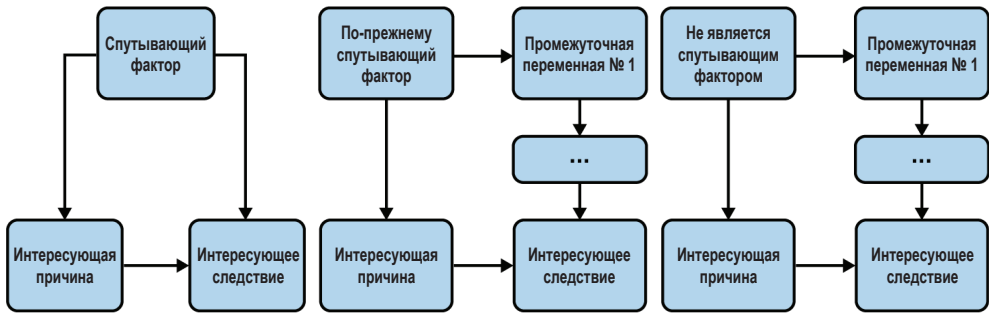 Спутывающий
фактор
Интересующая
причина
Интересующее
следствие
По-прежнему
спутывающий
фактор
Промежуточная
переменная № 1
...
Интересующая
причина
Интересующее
следствие
Не является
спутывающим
фактором
Промежуточная
переменная № 1
...
Интересующая
причина
Интересующее
следствие